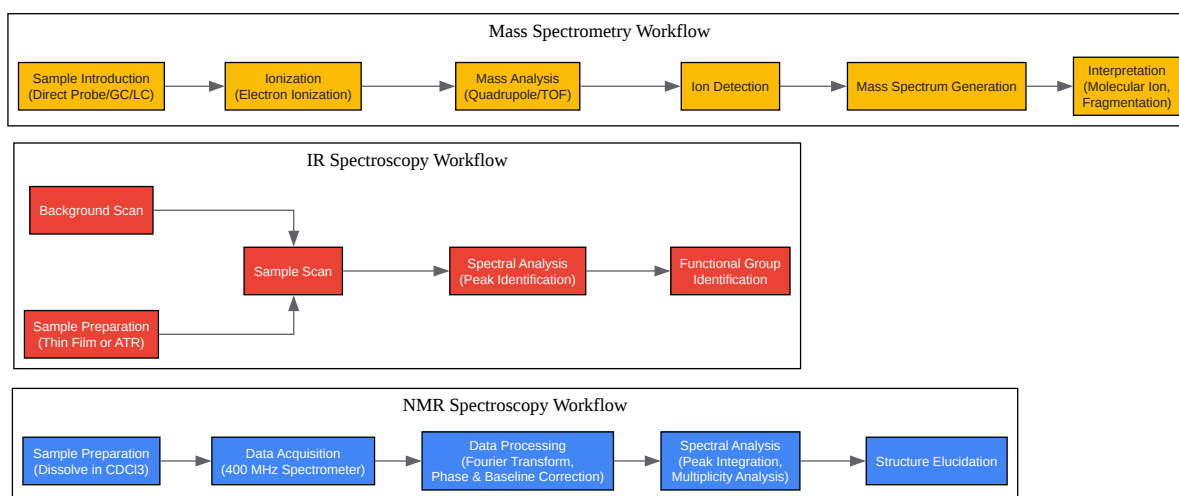 Mass Spectrometry Workflow
Sample Introduction
(Direct Probe/GC/LC)
Ionization
(Electron Ionization)
Mass Analysis
(Quadrupole/TOF)
Ion Detection
Mass Spectrum Generation
Interpretation
(Molecular Ion,
Fragmentation)
IR Spectroscopy Workflow
Background Scan
Sample Preparation
(Thin Film or ATR)
Sample Scan
Spectral Analysis
(Peak Identification)
Functional Group
Identification
NMR Spectroscopy Workflow
Sample Preparation
(Dissolve in CDCl3)
Data Acquisition
(400 MHz Spectrometer)
Data Processing
(Fourier Transform,
Phase & Baseline Correction)
Spectral Analysis
(Peak Integration,
Multiplicity Analysis)
Structure Elucidation